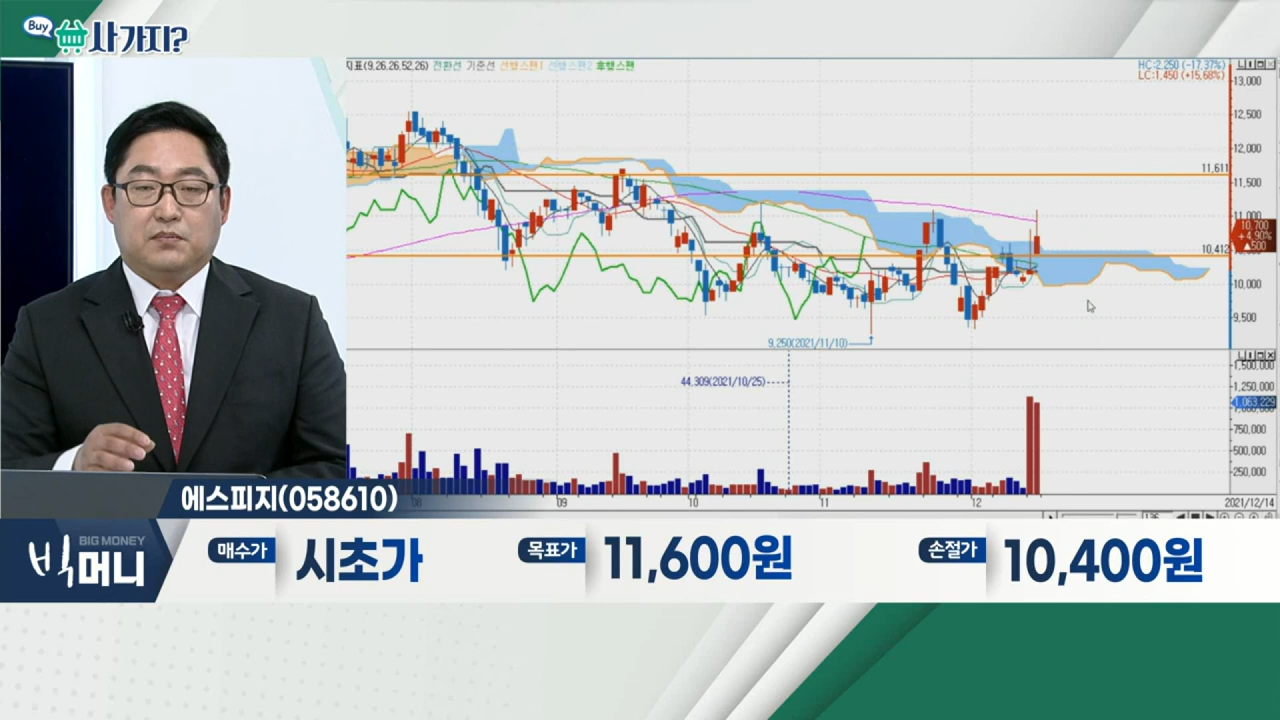 Buy
사가지?
지표(9,26,26,52,26) 전환선 기준선 선행스팬1 선행스팬2 후행스팬
HC:2,250 (-17.37%)
LC:1,450 (+15.68%)
13,000
12,500
12,000
11,611
11,500
11,000
10,700
+4.90%
▲500
10,412
10,000
9,500
9,250(2021/11/10)
1,500,000
44,309(2021/10/25)
1,250,000
1,063,229
750,000
500,000
250,000
08
09
10
11
12
2021/12/14
에스피지(058610)
BIG MONEY
빅머니
매수가
시초가
목표가
11,600원
손절가
10,400원